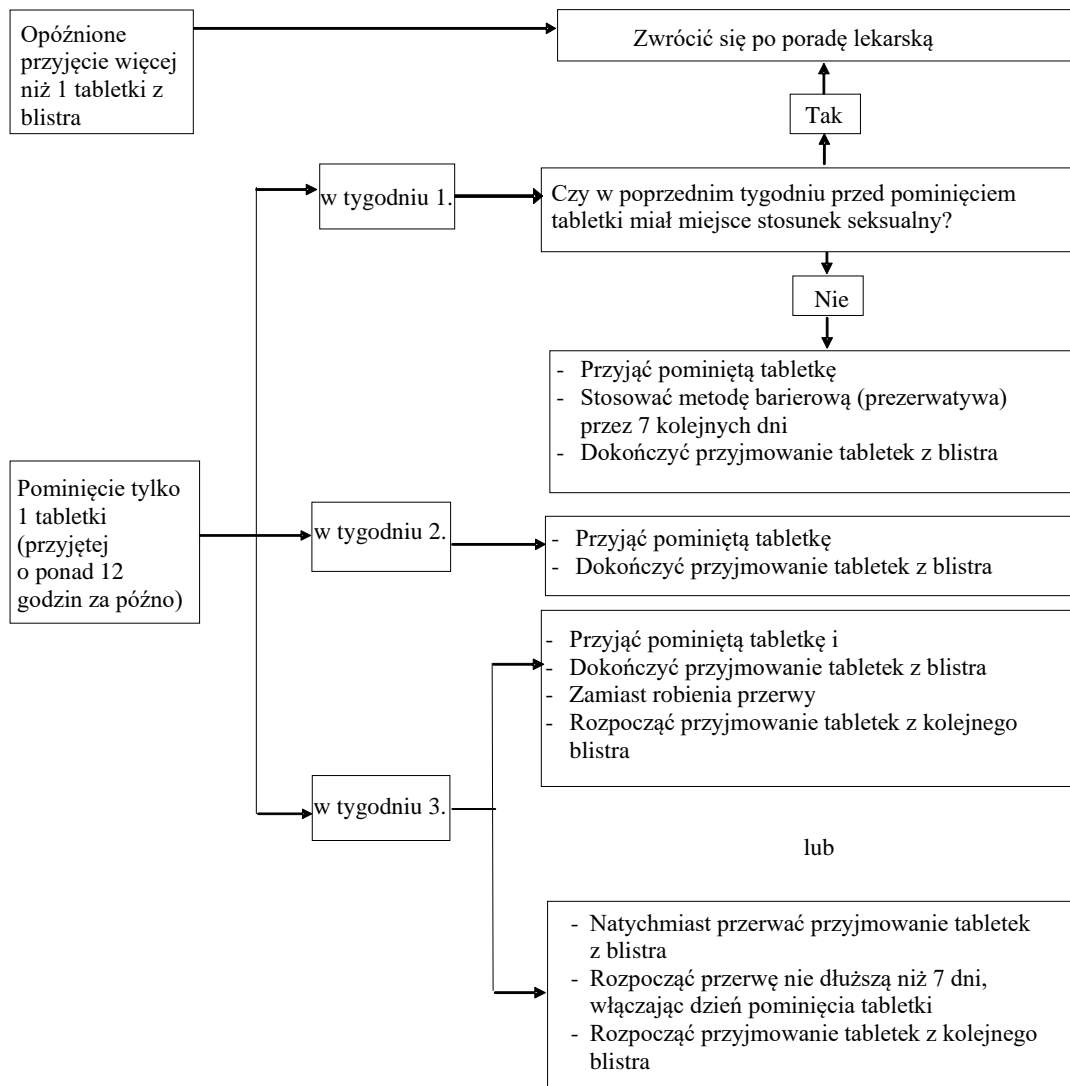 Opóźnione
przyjęcie więcej
niż 1 tabletki z
blistra
Zwrócić się po poradę lekarską
Tak
w tygodniu 1.
Czy w poprzednim tygodniu przed pominięciem
tabletki miał miejsce stosunek seksualny?
Nie
- Przyjąć pominiętą tabletkę
- Stosować metodę barierową (prezerwatywa)
przez 7 kolejnych dni
- Dokończyć przyjmowanie tabletek z blistra
Pominięcie tylko
1 tabletki
(przyjętej
o ponad 12
godzin za późno)
w tygodniu 2.
- Przyjąć pominiętą tabletkę
- Dokończyć przyjmowanie tabletek z blistra
- Przyjąć pominiętą tabletkę i
- Dokończyć przyjmowanie tabletek z blistra
- Zamiast robienia przerwy
- Rozpocząć przyjmowanie tabletek z kolejnego
blistra
w tygodniu 3.
lub
- Natychmiast przerwać przyjmowanie tabletek
z blistra
- Rozpocząć przerwę nie dłuższą niż 7 dni,
włączając dzień pominięcia tabletki
- Rozpocząć przyjmowanie tabletek z kolejnego
blistra